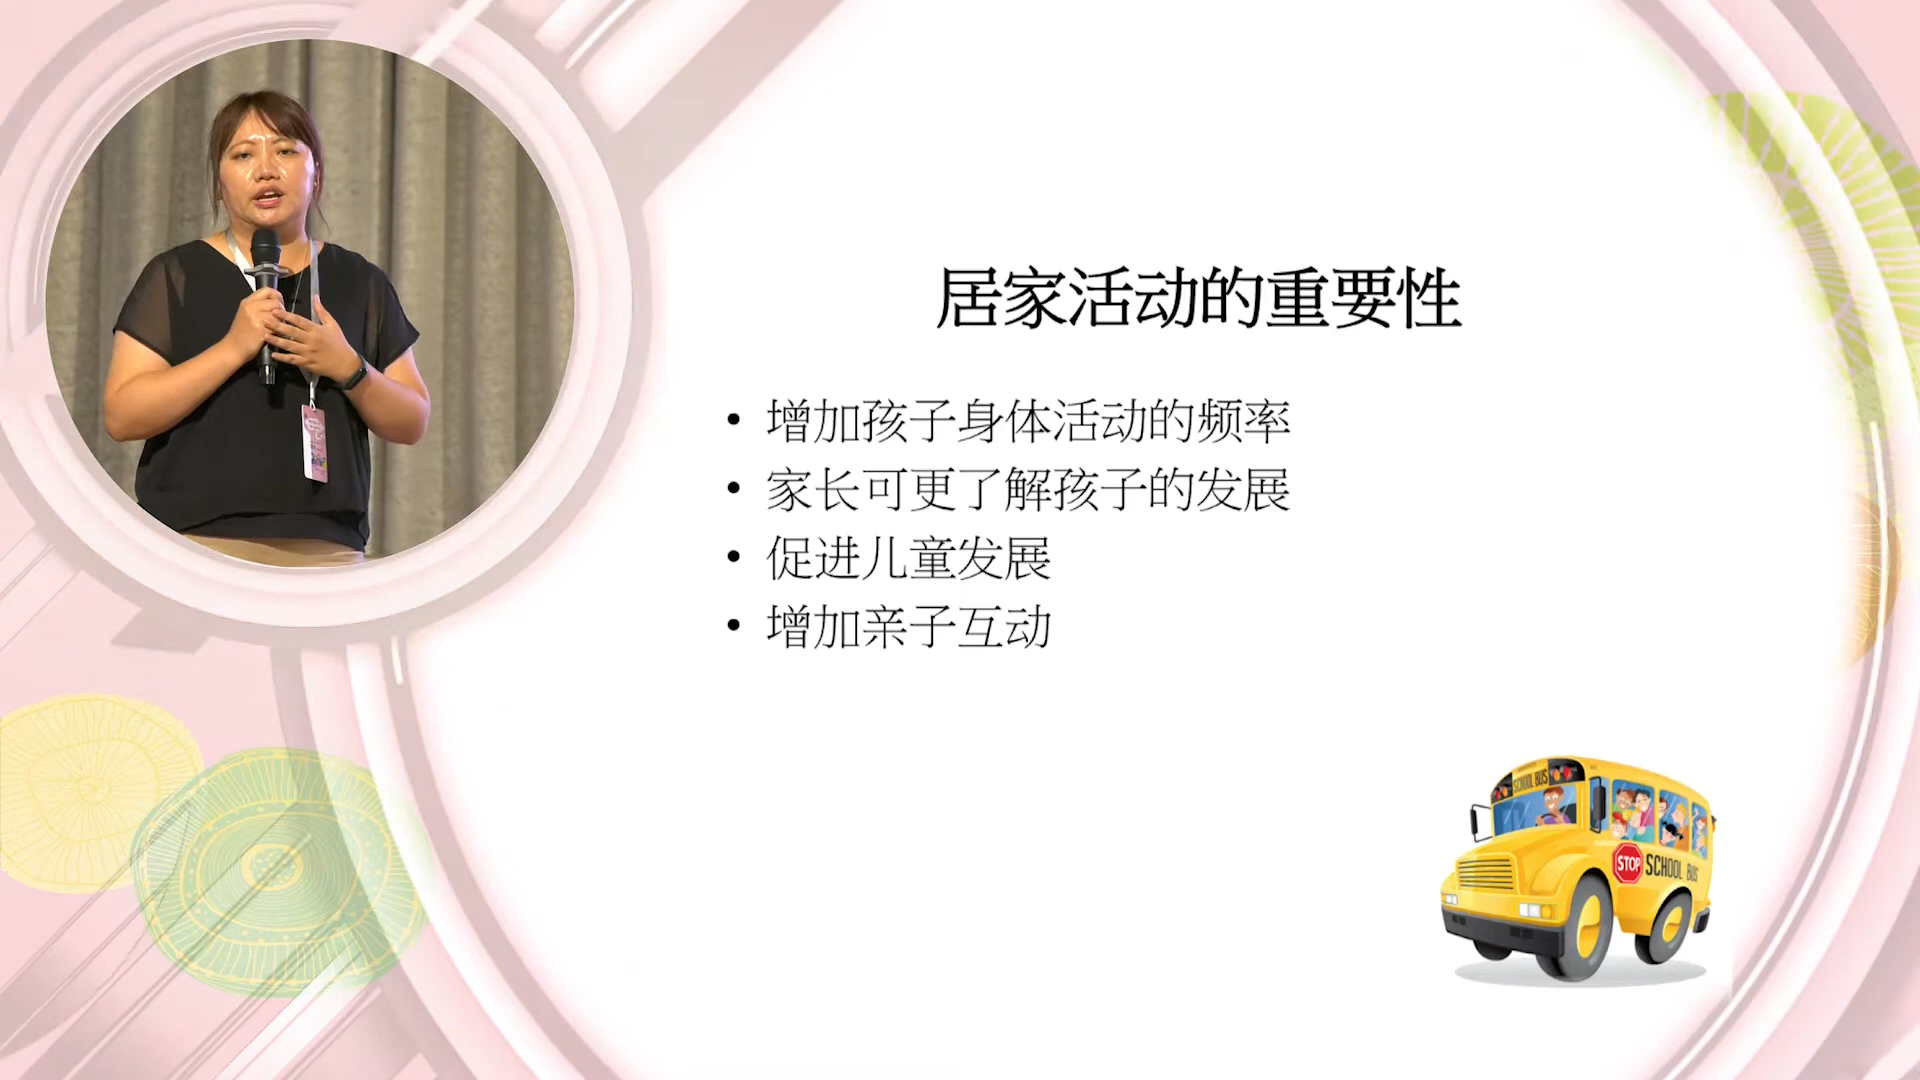 居家活动的重要性
• 增加孩子身体活动的频率
• 家长可更了解孩子的发展
• 促进儿童发展
• 增加亲子互动
SCHOOL BUS
STOP SCHOOL BUS